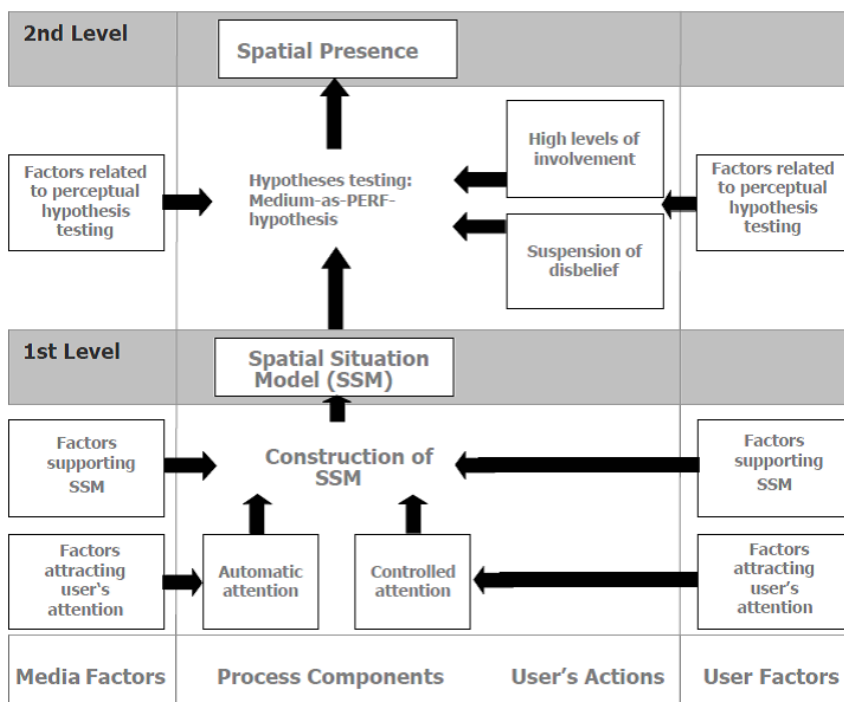 2nd Level
Spatial Presence
Factors related
to perceptual
hypothesis
testing
Hypotheses testing:
Medium-as-PERF-
hypothesis
High levels of
involvement
Suspension of
disbelief
Factors related
to perceptual
hypothesis
testing
1st Level
Spatial Situation
Model (SSM)
Factors
supporting
SSM
Construction of
SSM
Factors
supporting
SSM
Factors
attracting
user‘s
attention
Automatic
attention
Controlled
attention
Factors
attracting
user’s
attention
Media Factors
Process Components
User’s Actions
User Factors